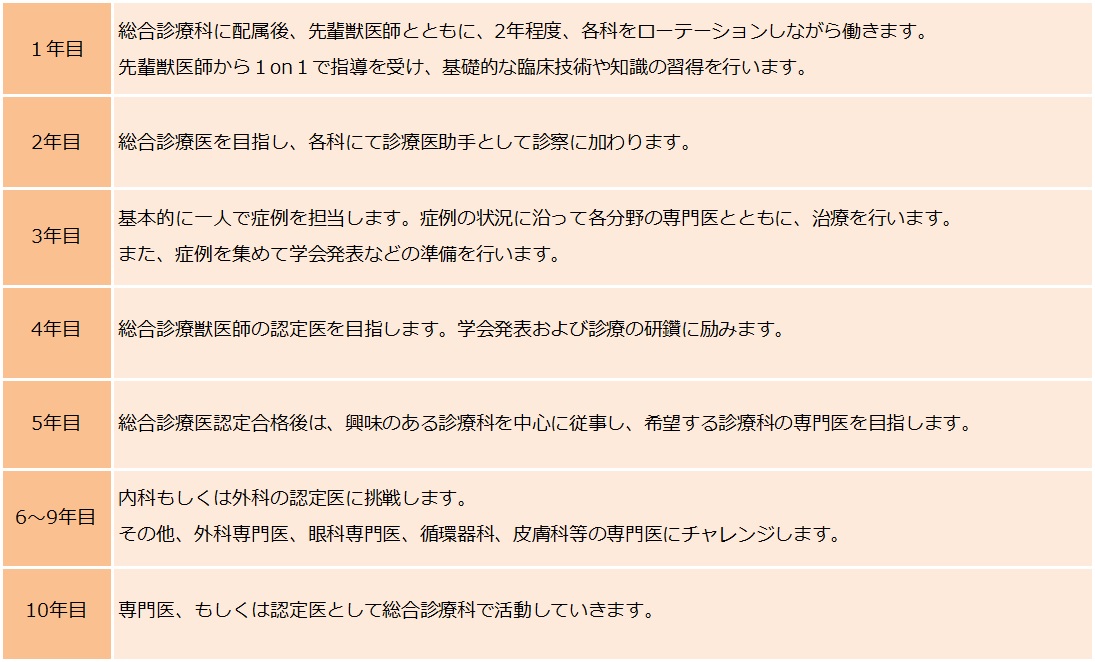 １年目
総合診療科に配属後、先輩獣医師とともに、2年程度、各科をローテーションしながら働きます。
先輩獣医師から１on１で指導を受け、基礎的な臨床技術や知識の習得を行います。
2年目
総合診療医を目指し、各科にて診療医助手として診察に加わります。
3年目
基本的に一人で症例を担当します。症例の状況に沿って各分野の専門医とともに、治療を行います。
また、症例を集めて学会発表などの準備を行います。
4年目
総合診療獣医師の認定医を目指します。学会発表および診療の研鑽に励みます。
5年目
総合診療医認定合格後は、興味のある診療科を中心に従事し、希望する診療科の専門医を目指します。
6～9年目
内科もしくは外科の認定医に挑戦します。
その他、外科専門医、眼科専門医、循環器科、皮膚科等の専門医にチャレンジします。
10年目
専門医、もしくは認定医として総合診療科で活動していきます。